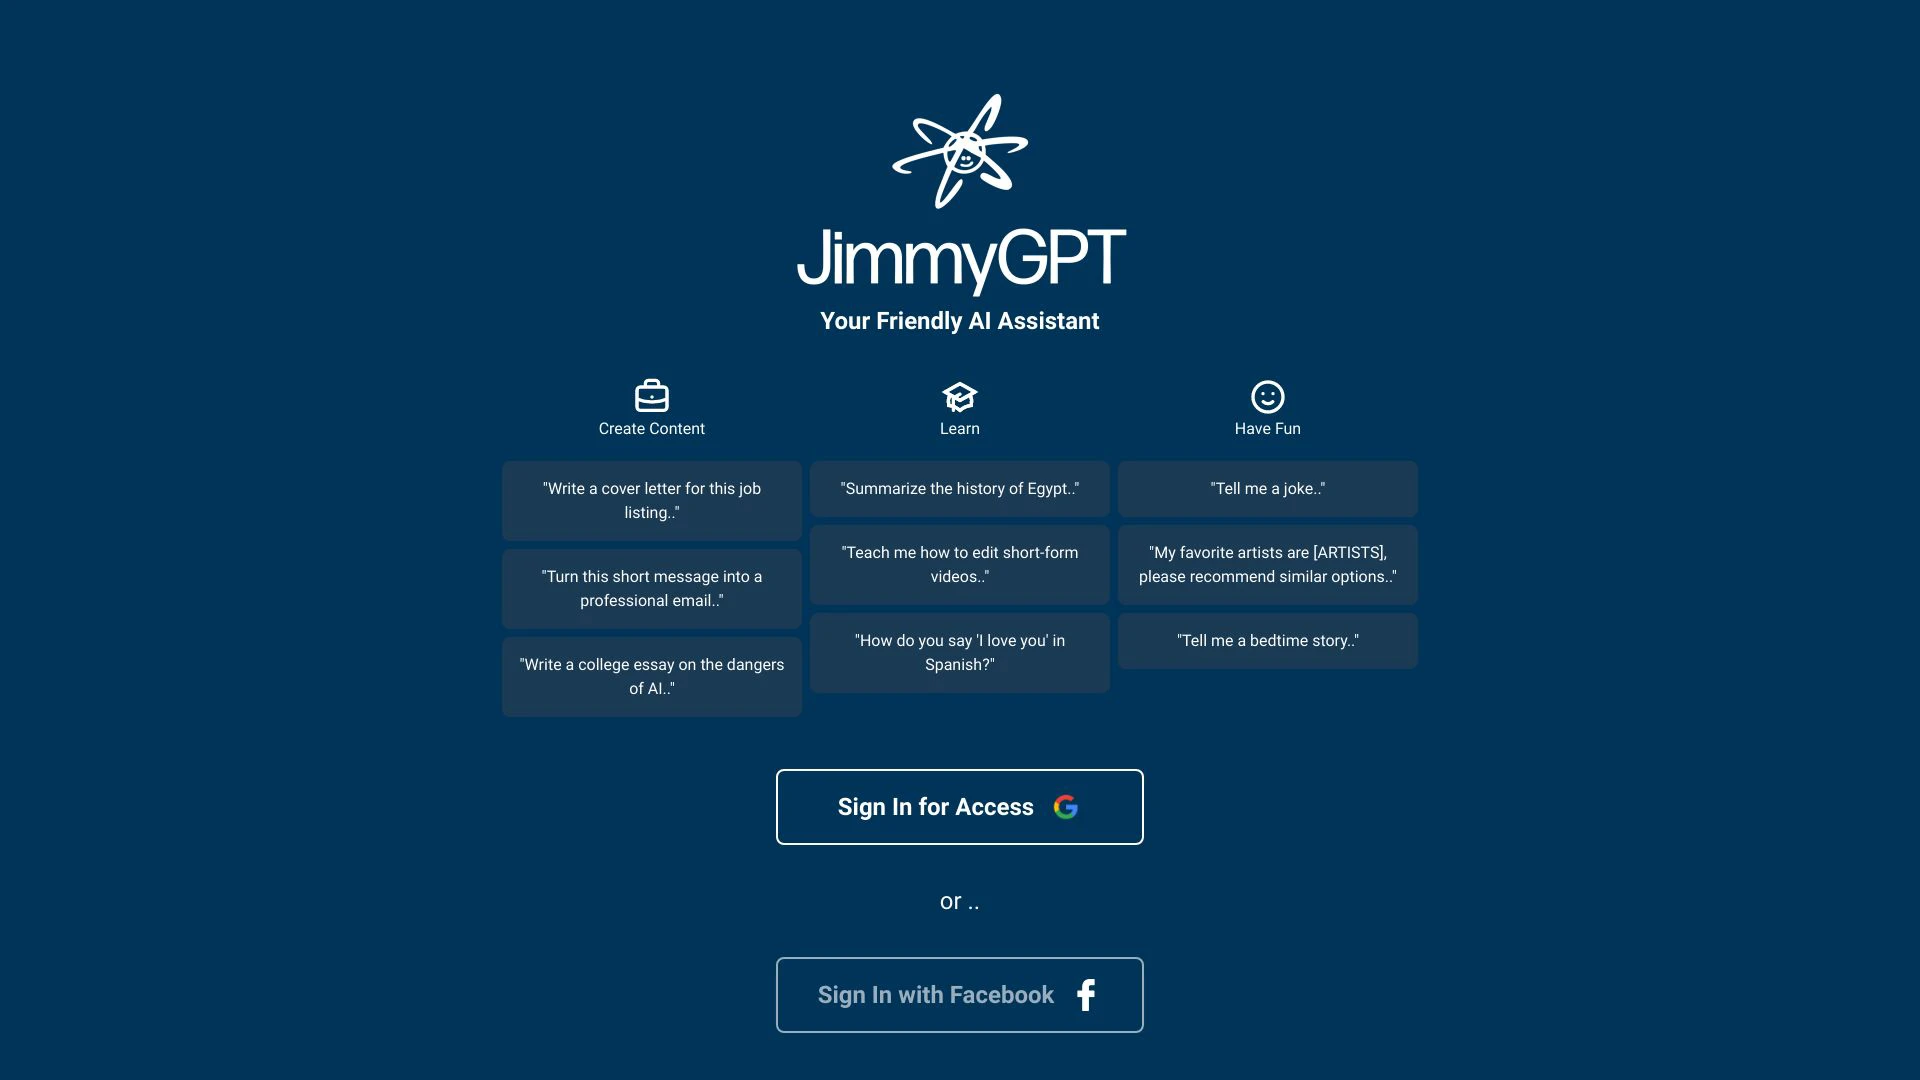 JimmyGPT
Your Friendly AI Assistant
Create Content
"Write a cover letter for this job
listing.."
"Turn this short message into a
professional email.."
"Write a college essay on the dangers
of AI.."
Learn
"Summarize the history of Egypt.."
"Teach me how to edit short-form
videos.."
"How do you say 'I love you' in
Spanish?"
Have Fun
"Tell me a joke.."
"My favorite artists are [ARTISTS],
please recommend similar options.."
"Tell me a bedtime story.."
Sign In for Access
or ..
Sign In with Facebook